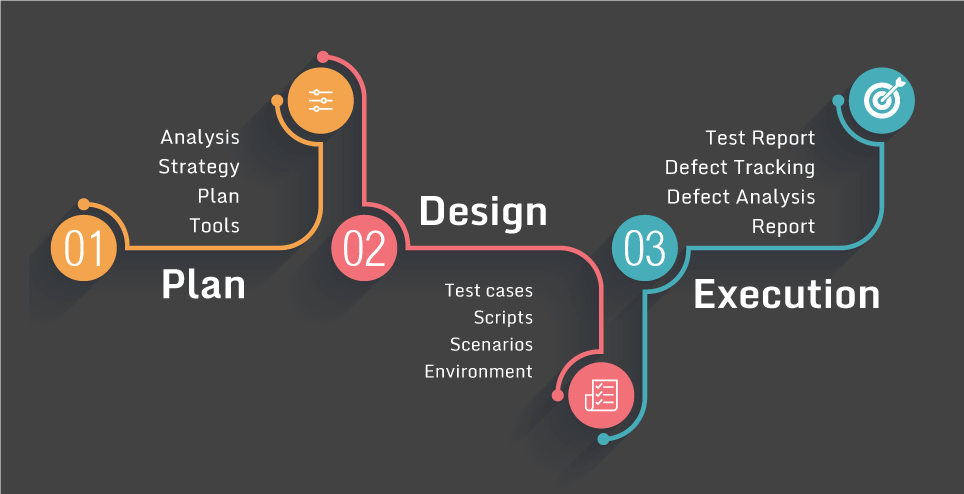 01
Analysis
Strategy
Plan
Tools
Plan
02
Design
Test cases
Scripts
Scenarios
Environment
03
Test Report
Defect Tracking
Defect Analysis
Report
Execution